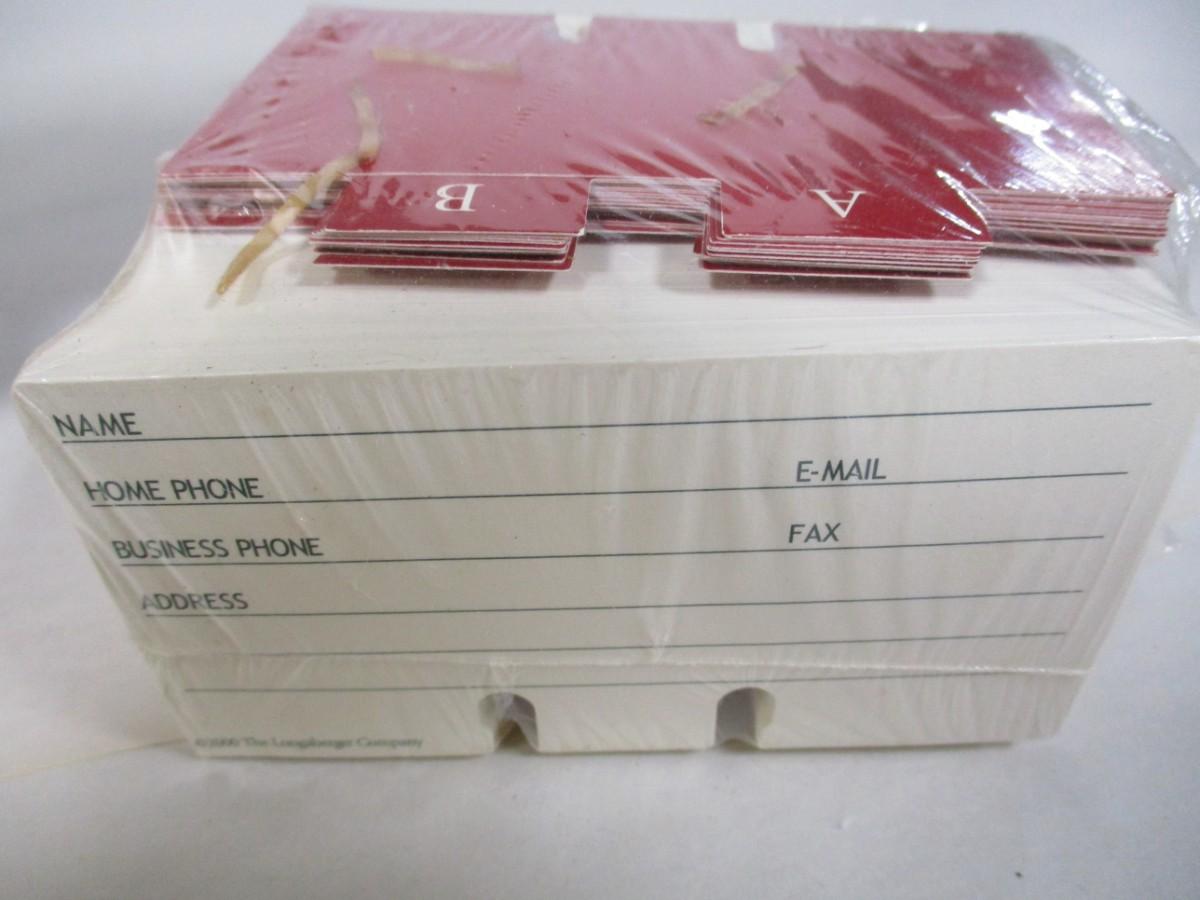 B A
NAME
HOME PHONE E-MAIL
BUSINESS PHONE FAX
ADDRESS
©2000 The Longaberger Company